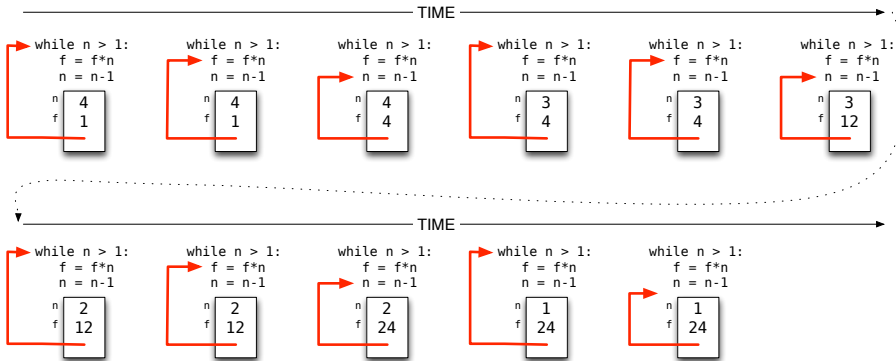 TIME
while n > 1:
f = f*n
n = n-1
n 4
f 1
while n > 1:
f = f*n
n = n-1
n 4
f 1
while n > 1:
f = f*n
n = n-1
n 4
f 4
while n > 1:
f = f*n
n = n-1
n 3
f 4
while n > 1:
f = f*n
n = n-1
n 3
f 4
while n > 1:
f = f*n
n = n-1
n 3
f 12
TIME
while n > 1:
f = f*n
n = n-1
n 2
f 12
while n > 1:
f = f*n
n = n-1
n 2
f 12
while n > 1:
f = f*n
n = n-1
n 2
f 24
while n > 1:
f = f*n
n = n-1
n 1
f 24
while n > 1:
f = f*n
n = n-1
n 1
f 24